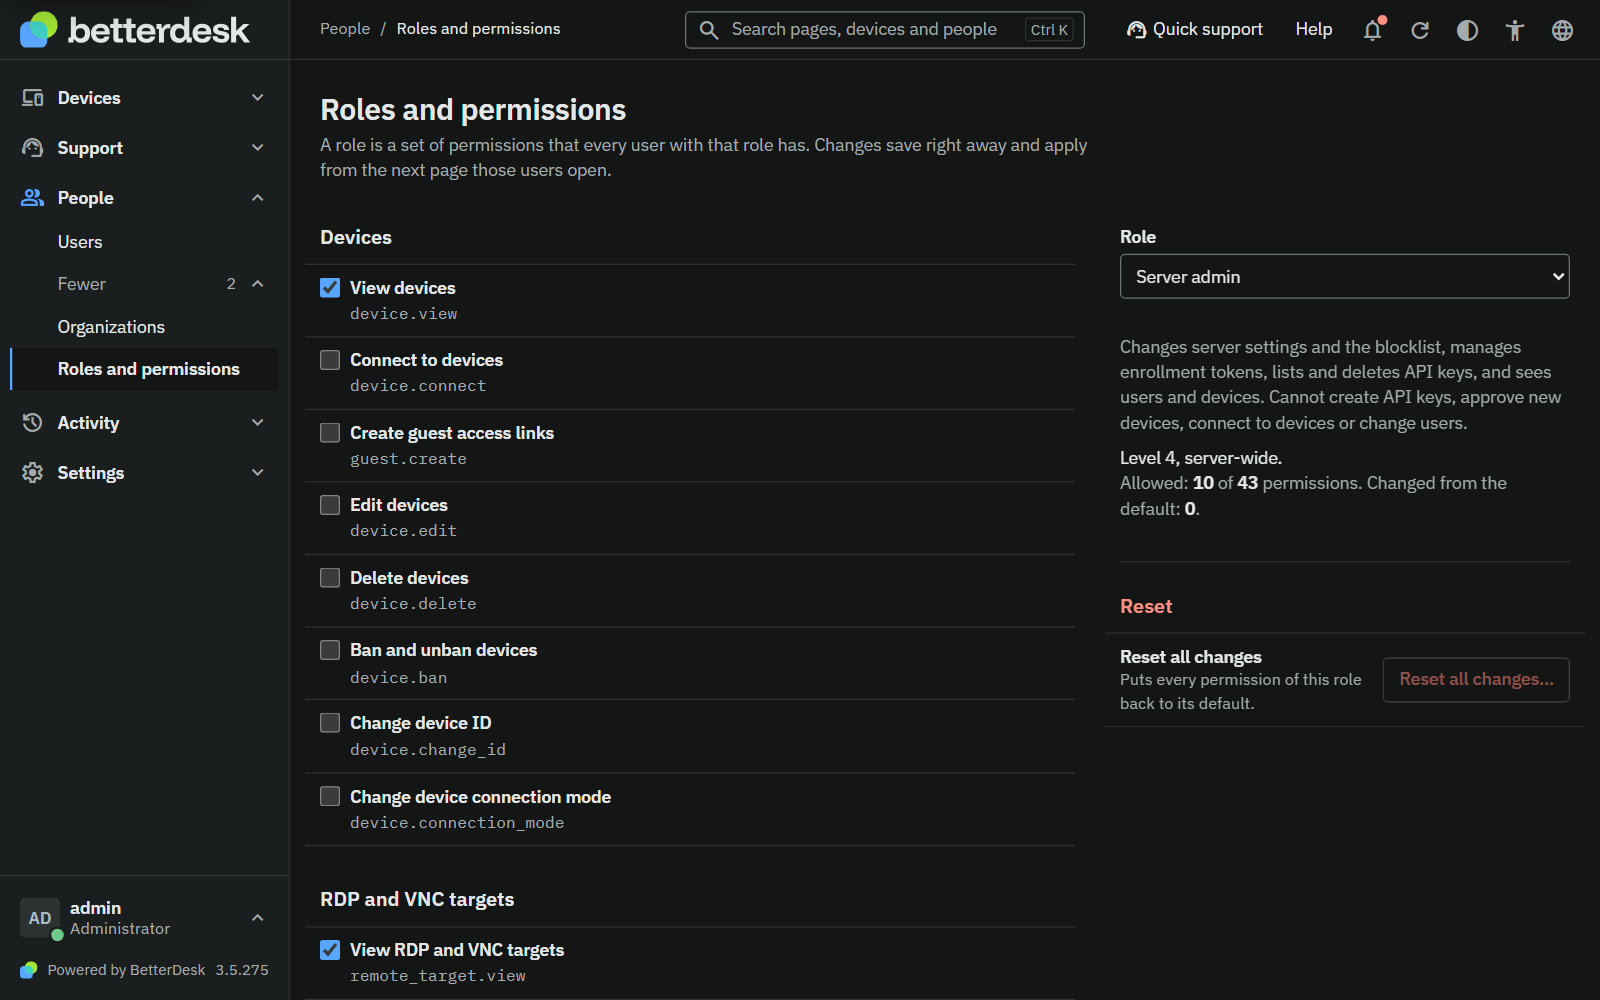 betterdesk
People / Roles and permissions
Search pages, devices and people
Ctrl K
Quick support
Help
Devices
Support
People
Users
Fewer 2
Organizations
Roles and permissions
Activity
Settings
AD
admin
Administrator
Powered by BetterDesk 3.5.275
Roles and permissions
A role is a set of permissions that every user with that role has. Changes save right away and apply
from the next page those users open.
Devices
View devices
device.view
Connect to devices
device.connect
Create guest access links
guest.create
Edit devices
device.edit
Delete devices
device.delete
Ban and unban devices
device.ban
Change device ID
device.change_id
Change device connection mode
device.connection_mode
RDP and VNC targets
View RDP and VNC targets
remote_target.view
Role
Server admin
Changes server settings and the blocklist, manages
enrollment tokens, lists and deletes API keys, and sees
users and devices. Cannot create API keys, approve new
devices, connect to devices or change users.
Level 4, server-wide.
Allowed: 10 of 43 permissions. Changed from the
default: 0.
Reset
Reset all changes
Puts every permission of this role
back to its default.
Reset all changes...